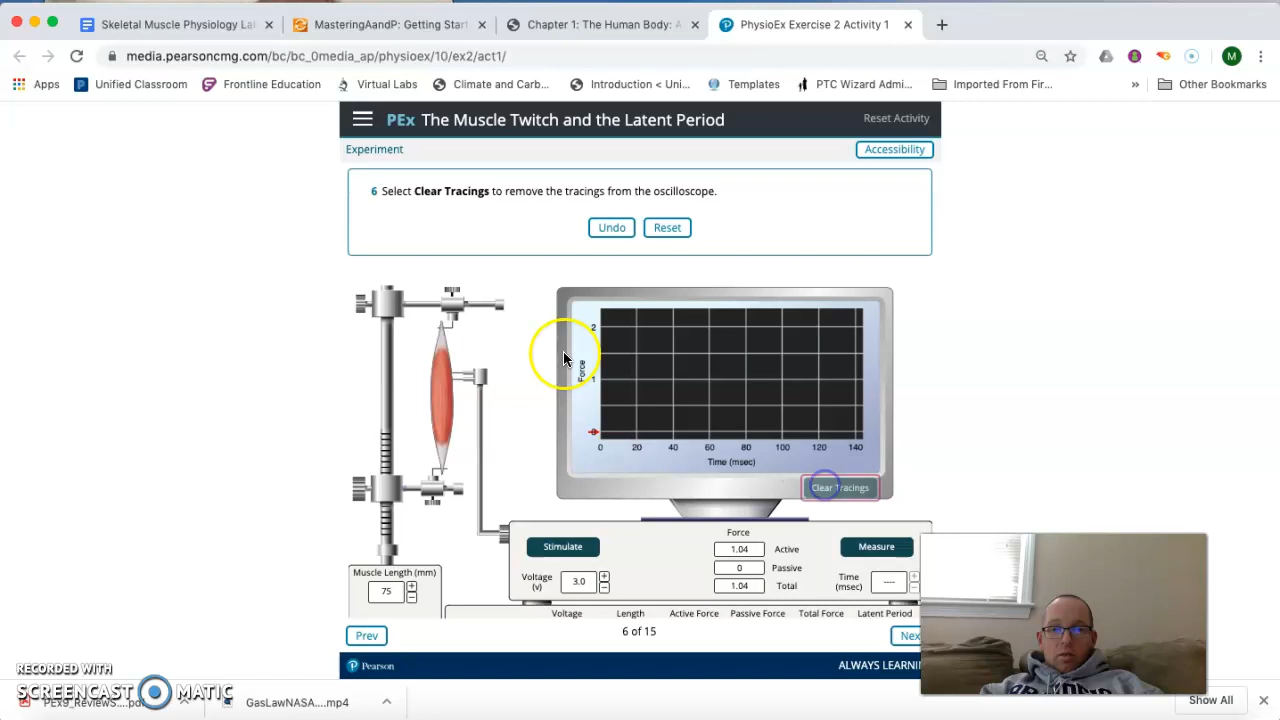 Skeletal Muscle Physiology La
MasteringAandP: Getting Start
Chapter 1: The Human Body: A
PhysioEx Exercise 2 Activity 1
media.pearsoncmg.com/bc/bc_0media_ap/physioex/10/ex2/act1/
M
Apps
Unified Classroom
Frontline Education
Virtual Labs
Climate and Carb...
Introduction < Uni...
Templates
PTC Wizard Admi...
Imported From Fir...
»
Other Bookmarks
PEx The Muscle Twitch and the Latent Period
Reset Activity
Experiment
Accessibility
6 Select Clear Tracings to remove the tracings from the oscilloscope.
Undo
Reset
2
Force
1
0
0 20 40 60 80 100 120 140
Time (msec)
Clear Tracings
Force
Stimulate
1.04 Active
Measure
0 Passive
Voltage (v)
3.0
+
-
1.04 Total
Time (msec)
----
+
-
Muscle Length (mm)
75
+
-
Voltage Length Active Force Passive Force Total Force Latent Period
Prev
6 of 15
Nex
Pearson
ALWAYS LEARNI
RECORDED WITH
SCREENCAST MATIC
PEx9_ReviewS....pdf
GasLawNASA....mp4
Show All